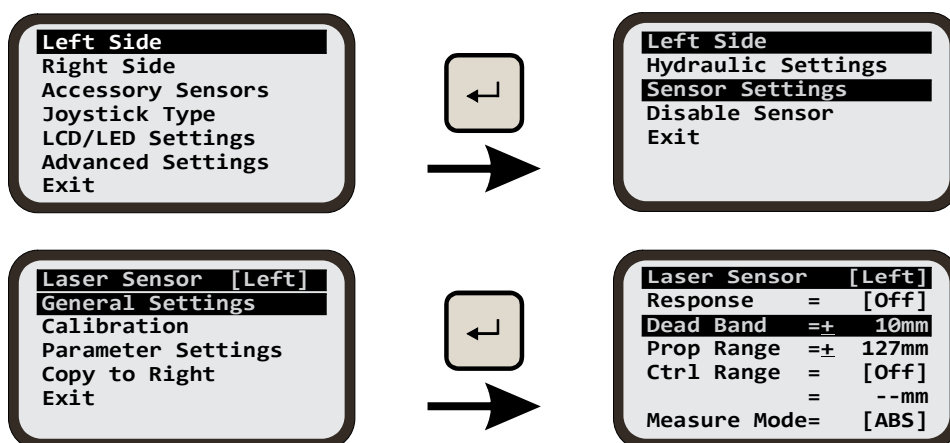 Left Side
Right Side
Accessory Sensors
Joystick Type
LCD/LED Settings
Advanced Settings
Exit
Left Side
Hydraulic Settings
Sensor Settings
Disable Sensor
Exit
Laser Sensor [Left]
General Settings
Calibration
Parameter Settings
Copy to Right
Exit
Laser Sensor [Left]
Response = [Off]
Dead Band =± 10mm
Prop Range =± 127mm
Ctrl Range = [Off]
= --mm
Measure Mode= [ABS]